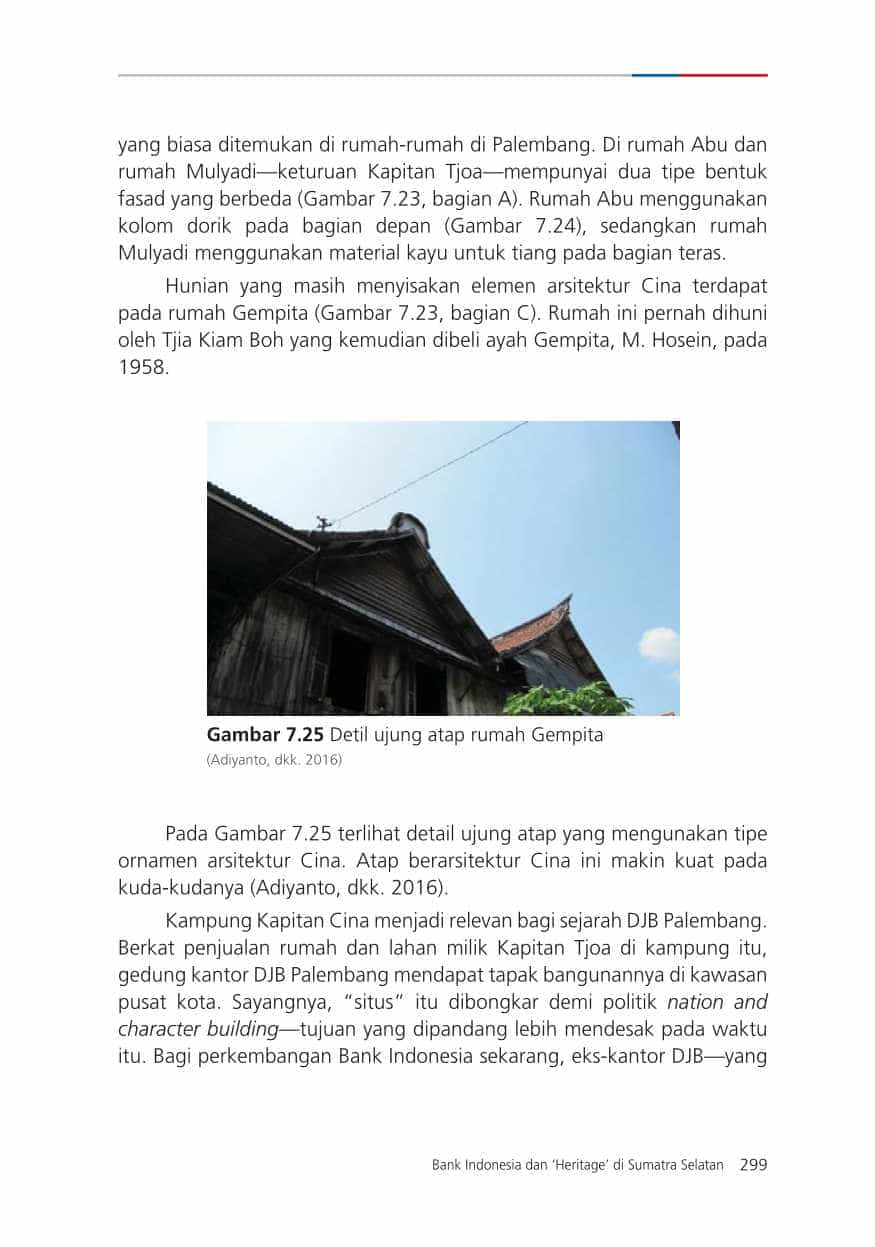 yang biasa ditemukan di rumah-rumah di Palembang. Di rumah Abu dan
rumah Mulyadi—keturuan Kapitan Tjoa—mempunyai dua tipe bentuk
fasad yang berbeda (Gambar 7.23, bagian A). Rumah Abu menggunakan
kolom dorik pada bagian depan (Gambar 7.24), sedangkan rumah
Mulyadi menggunakan material kayu untuk tiang pada bagian teras.
Hunian yang masih menyisakan elemen arsitektur Cina terdapat
pada rumah Gempita (Gambar 7.23, bagian C). Rumah ini pernah dihuni
oleh Tjia Kiam Boh yang kemudian dibeli ayah Gempita, M. Hosein, pada
1958.
Gambar 7.25 Detil ujung atap rumah Gempita
(Adiyanto, dkk. 2016)
Pada Gambar 7.25 terlihat detail ujung atap yang mengunakan tipe
ornamen arsitektur Cina. Atap berarsitektur Cina ini makin kuat pada
kuda-kudanya (Adiyanto, dkk. 2016).
Kampung Kapitan Cina menjadi relevan bagi sejarah DJB Palembang.
Berkat penjualan rumah dan lahan milik Kapitan Tjoa di kampung itu,
gedung kantor DJB Palembang mendapat tapak bangunannya di kawasan
pusat kota. Sayangnya, “situs” itu dibongkar demi politik nation and
character building—tujuan yang dipandang lebih mendesak pada waktu
itu. Bagi perkembangan Bank Indonesia sekarang, eks-kantor DJB—yang
Bank Indonesia dan ‘Heritage’ di Sumatra Selatan 299